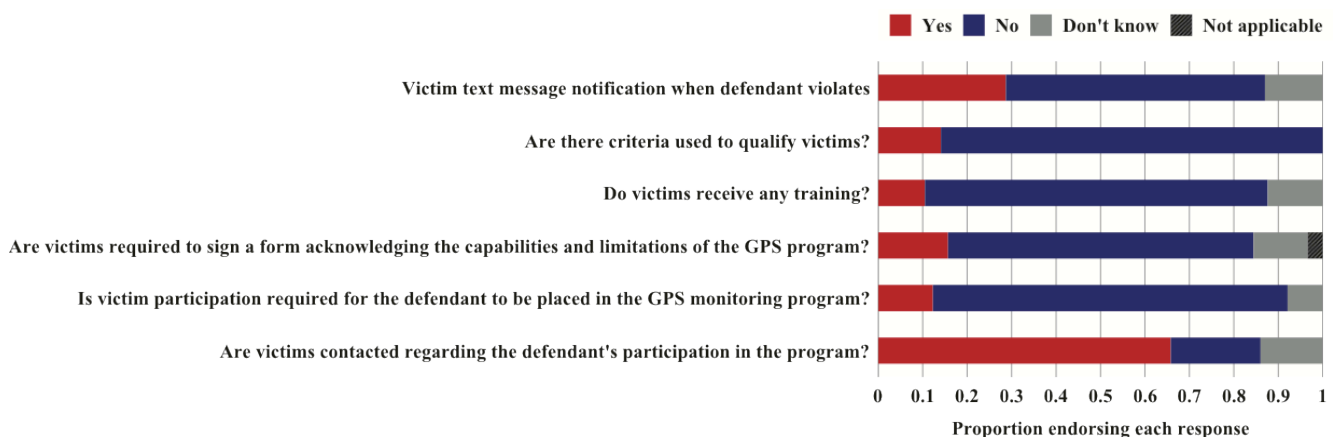 Yes No Don't know Not applicable
Victim text message notification when defendant violates
Are there criteria used to qualify victims?
Do victims receive any training?
Are victims required to sign a form acknowledging the capabilities and limitations of the GPS program?
Is victim participation required for the defendant to be placed in the GPS monitoring program?
Are victims contacted regarding the defendant's participation in the program?
0 0.1 0.2 0.3 0.4 0.5 0.6 0.7 0.8 0.9 1
Proportion endorsing each response